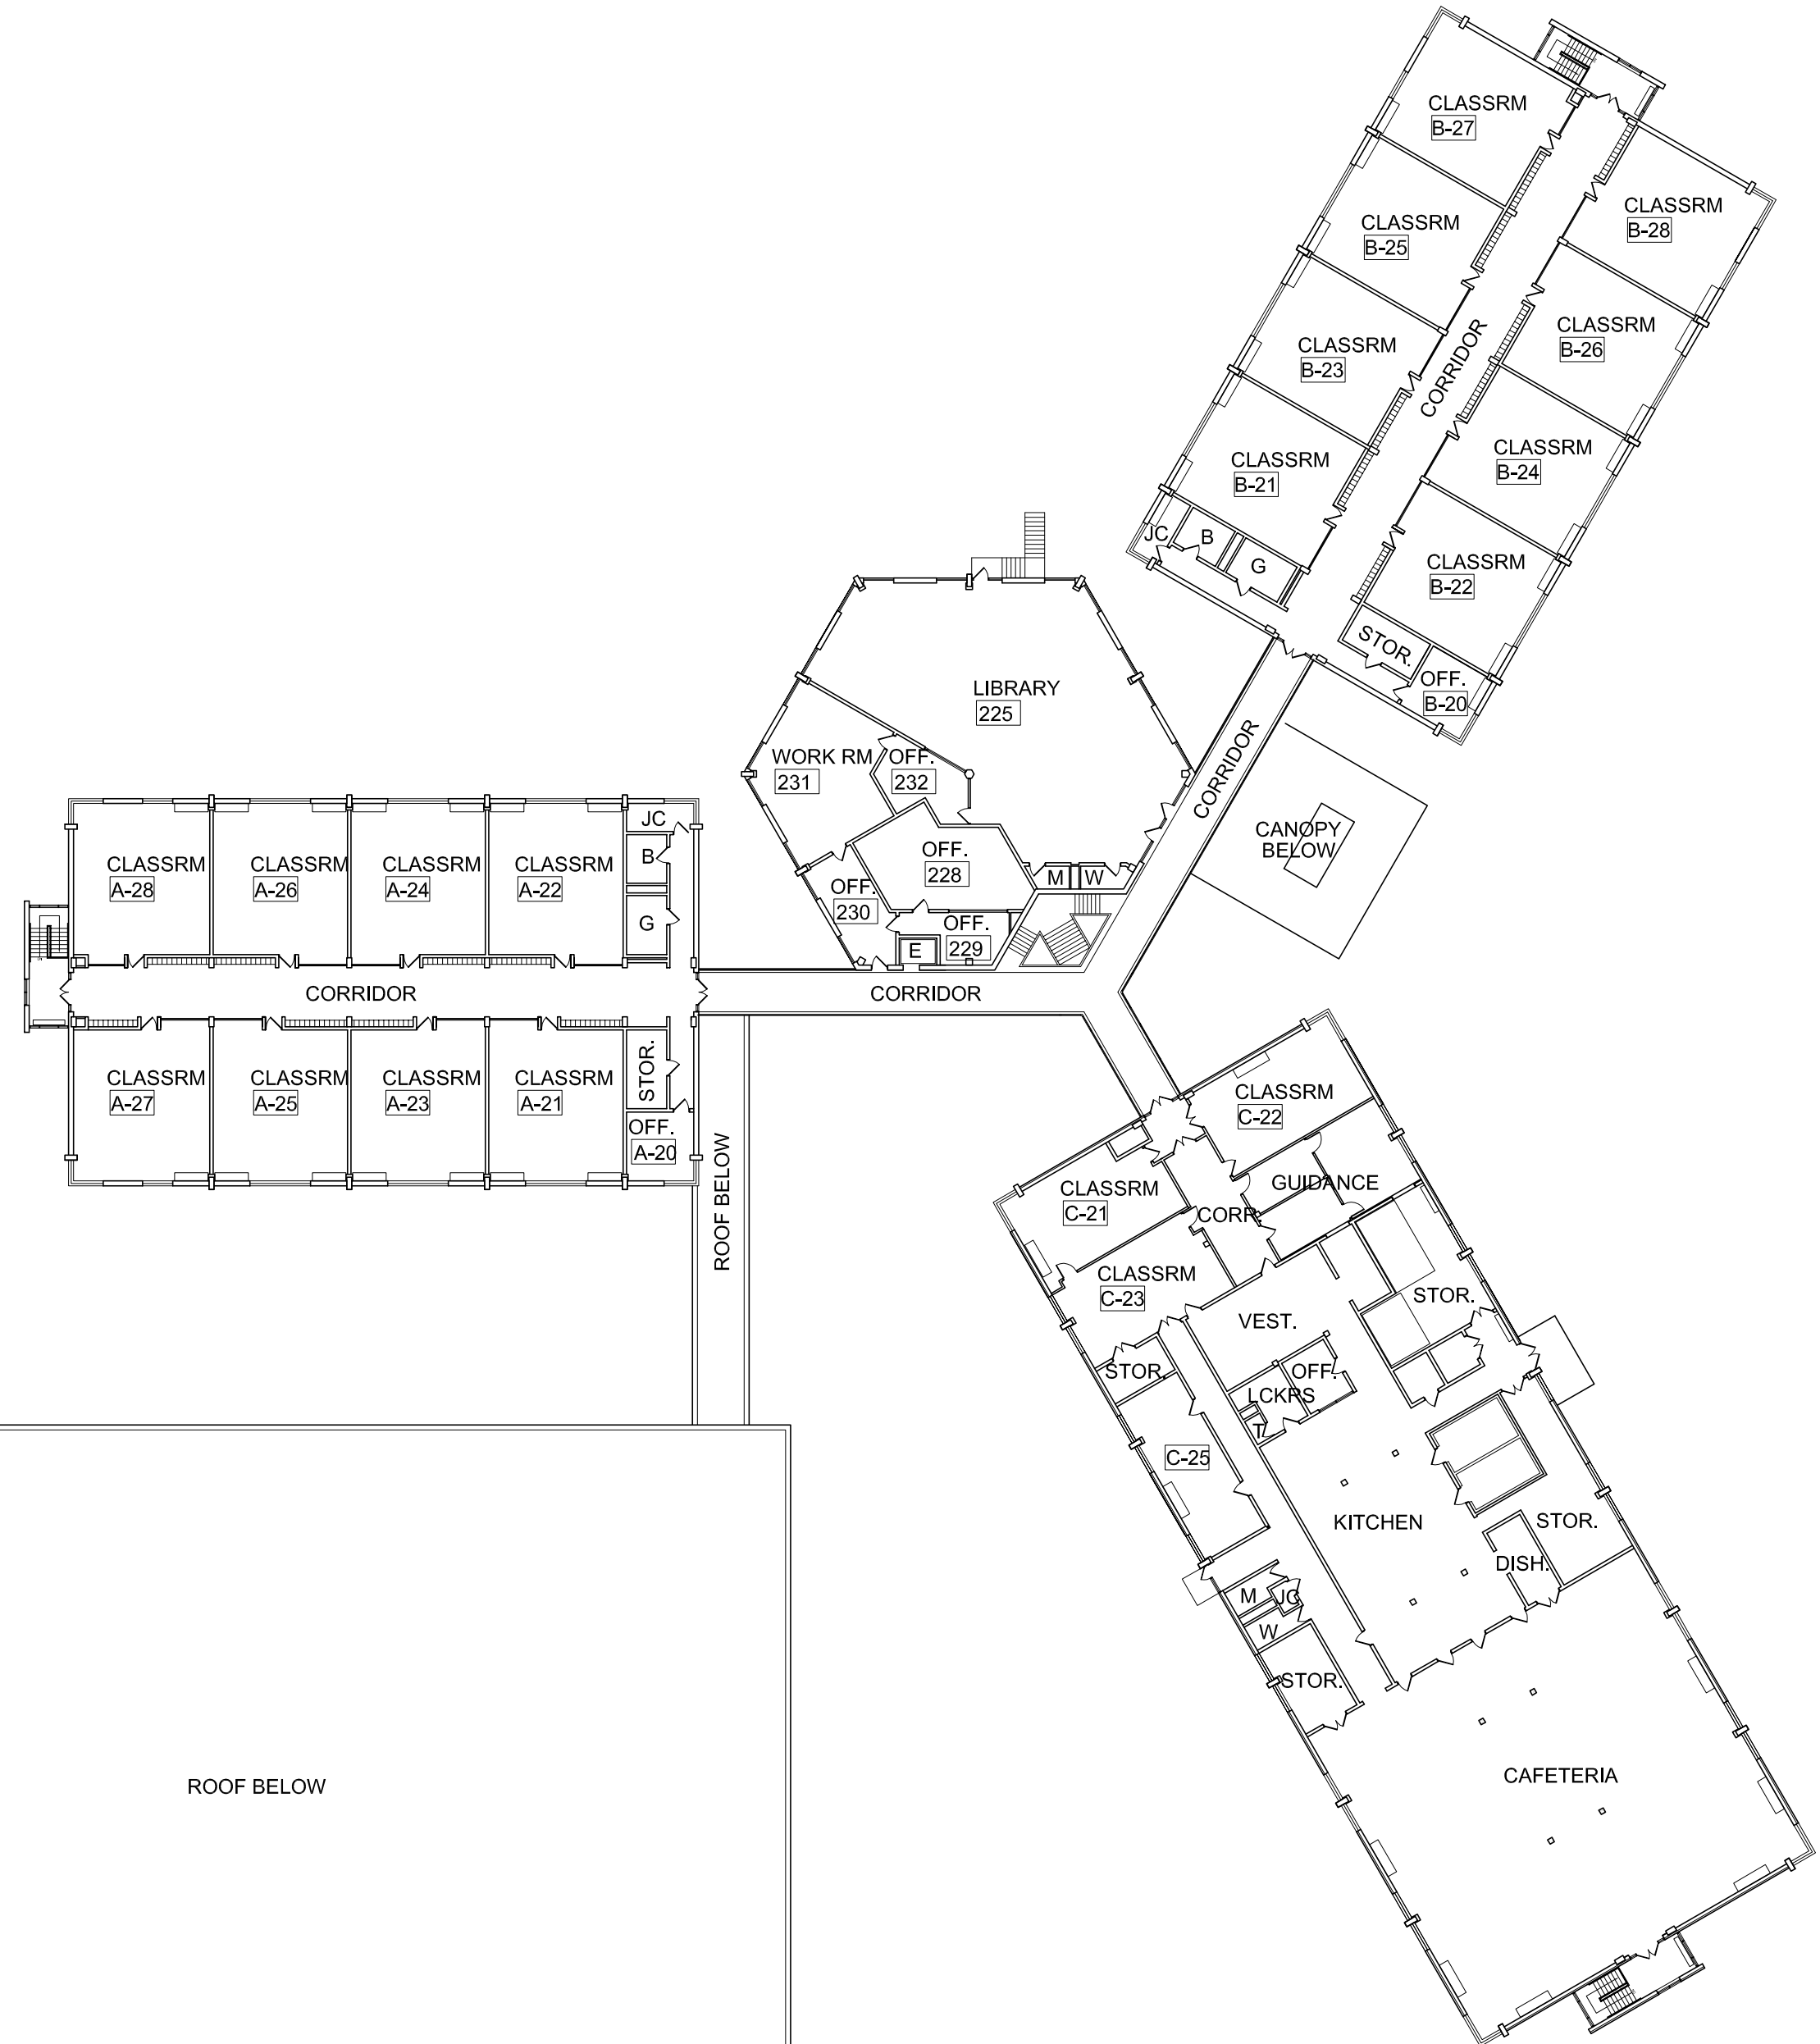 CLASSRM
B-27
CLASSRM
B-28
CLASSRM
B-25
CLASSRM
B-26
CLASSRM
B-23
CORRIDOR
CLASSRM
B-24
CLASSRM
B-21
JC
B
G
CLASSRM
B-22
STOR.
OFF.
B-20
LIBRARY
225
WORK RM
231
OFF.
232
CORRIDOR
CANOPY
BELOW
OFF.
228
M
W
OFF.
230
OFF.
229
E
JC
B
G
CLASSRM
A-28
CLASSRM
A-26
CLASSRM
A-24
CLASSRM
A-22
CORRIDOR
CORRIDOR
CLASSRM
A-27
CLASSRM
A-25
CLASSRM
A-23
CLASSRM
A-21
STOR.
OFF.
A-20
ROOF BELOW
CLASSRM
C-22
GUIDANCE
CLASSRM
C-21
CORR.
CLASSRM
C-23
VEST.
STOR.
STOR.
OFF.
LCKRS
T
C-25
KITCHEN
STOR.
DISH.
M
JC
W
STOR.
CAFETERIA
ROOF BELOW